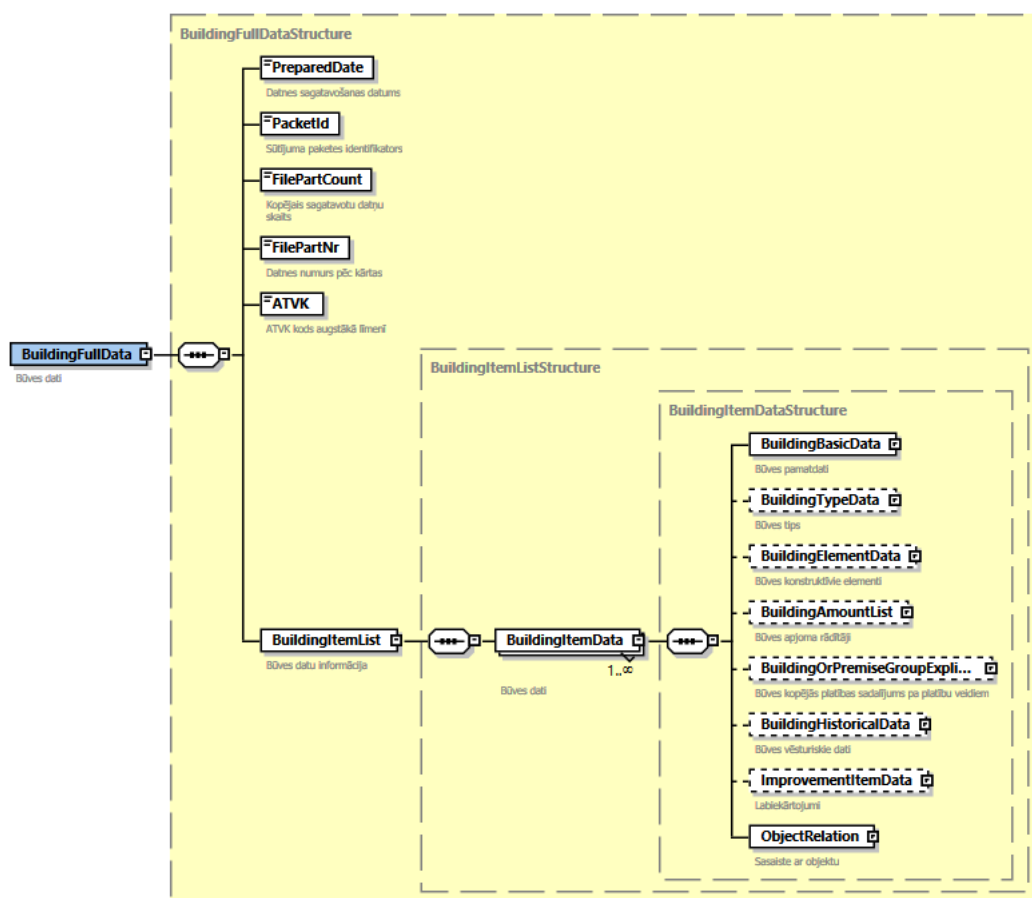 BuildingFullDataStructure
PreparedDate
Datnes sagatavošanas datums
PacketId
Sūtījuma paketes identifikators
FilePartCount
Kopējais sagatavotu datņu
skaits
FilePartNr
Datnes numurs pēc kārtas
ATVK
ATVK kods augstākā līmenī
BuildingFullData
Būves dati
BuildingItemListStructure
BuildingItemDataStructure
BuildingBasicData
Būves pamatdati
BuildingTypeData
Būves tips
BuildingElementData
Būves konstruktīvie elementi
BuildingAmountList
Būves apjoma rādītāji
BuildingItemList
Būves datu informācija
BuildingItemData
1..∞
Būves dati
BuildingOrPremiseGroupExpli...
Būves kopējās platības sadalījums pa platību veidiem
BuildingHistoricalData
Būves vēsturiskie dati
ImprovementItemData
Labiekārtojumi
ObjectRelation
Sasaiste ar objektu